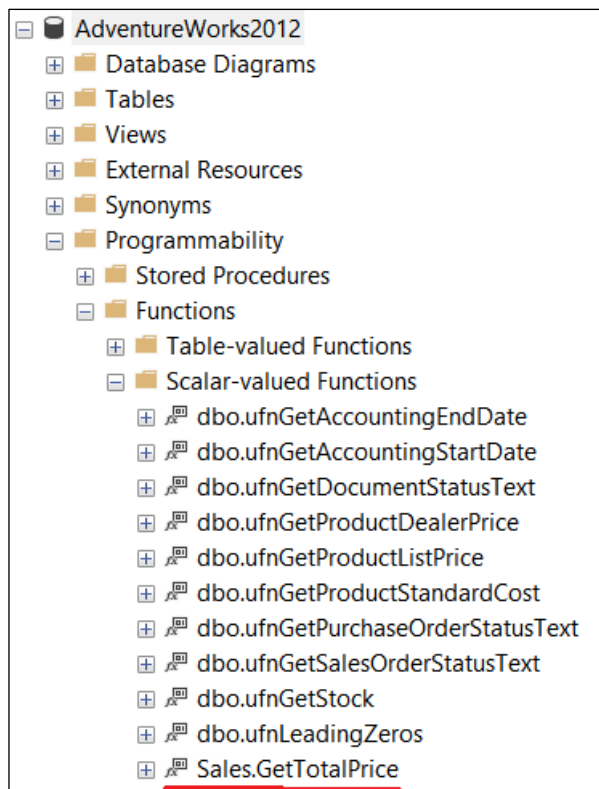 AdventureWorks2012
Database Diagrams
Tables
Views
External Resources
Synonyms
Programmability
Stored Procedures
Functions
Table-valued Functions
Scalar-valued Functions
dbo.ufnGetAccountingEndDate
dbo.ufnGetAccountingStartDate
dbo.ufnGetDocumentStatusText
dbo.ufnGetProductDealerPrice
dbo.ufnGetProductListPrice
dbo.ufnGetProductStandardCost
dbo.ufnGetPurchaseOrderStatusText
dbo.ufnGetSalesOrderStatusText
dbo.ufnGetStock
dbo.ufnLeadingZeros
Sales.GetTotalPrice